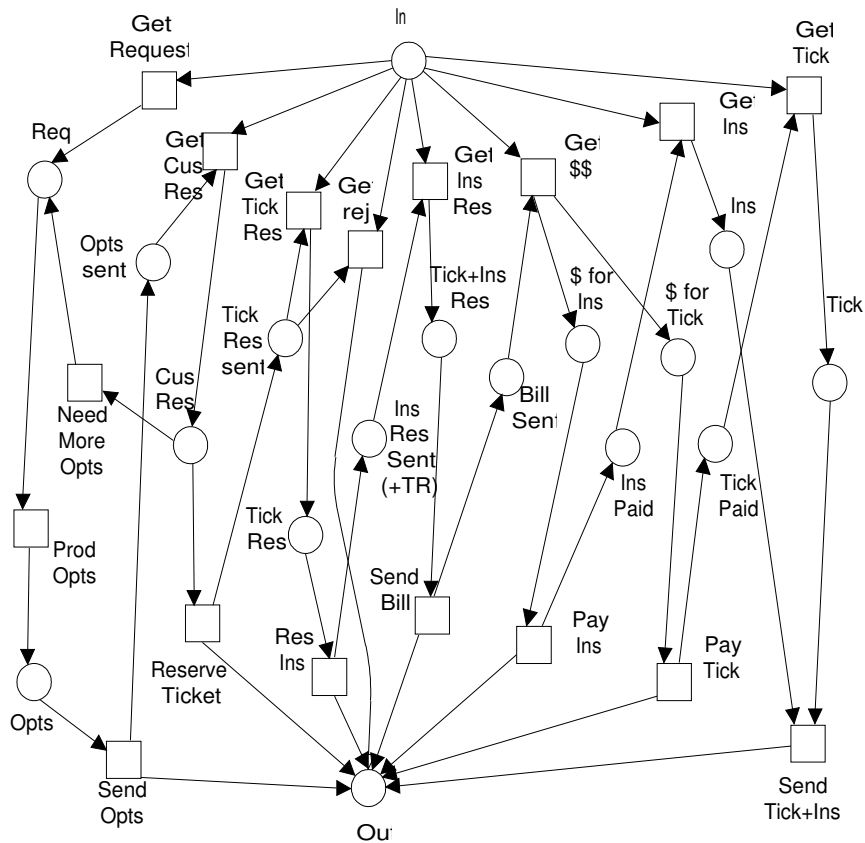 In
Get
Request
Get
Tick
Req
Get
Cus
Res
Get
Tick
Res
Get
rej
Get
Ins
Res
Get
$$
Get
Ins
Opts
sent
Ins
Tick+Ins
Res
$ for
Ins
$ for
Tick
Tick
Tick
Res
sent
Cus
Res
Need
More
Opts
Ins
Res
Sent
(+TR)
Bill
Sent
Ins
Paid
Tick
Paid
Tick
Res
Prod
Opts
Send
Bill
Res
Ins
Pay
Ins
Pay
Tick
Reserve
Ticket
Opts
Send
Opts
Send
Tick+Ins
Out